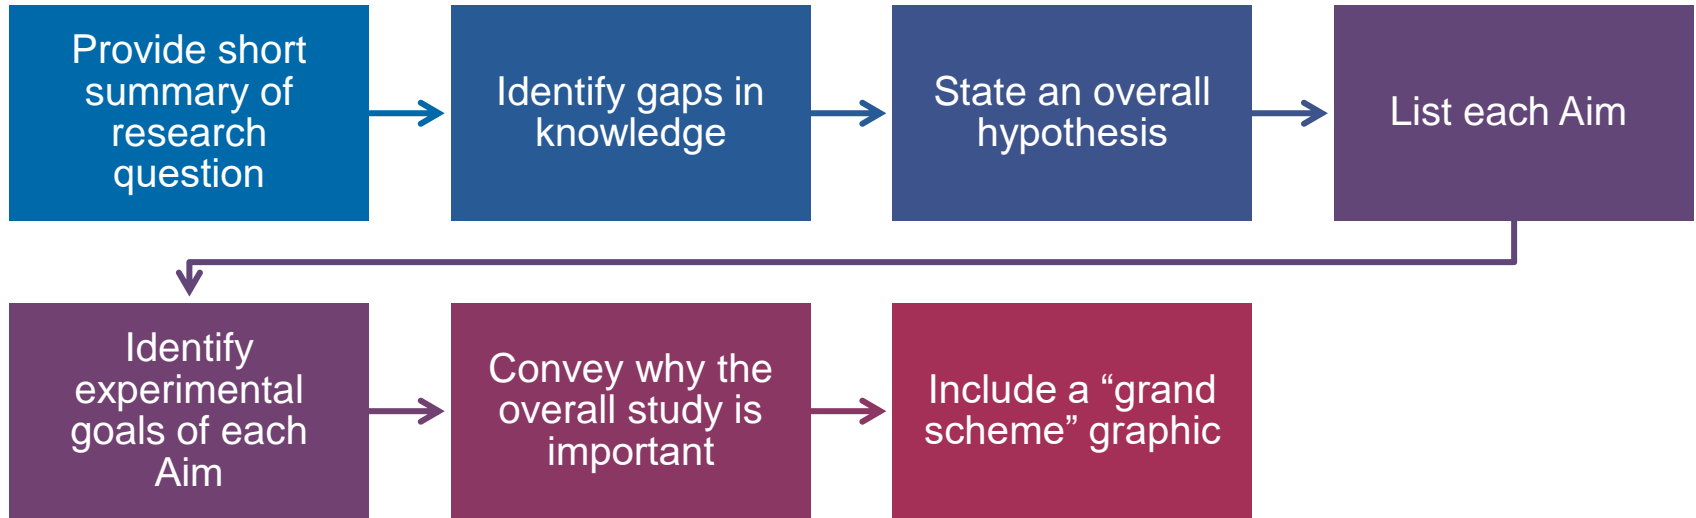 Provide short
summary of
research
question
Identify gaps in
knowledge
State an overall
hypothesis
List each Aim
Identify
experimental
goals of each
Aim
Convey why the
overall study is
important
Include a “grand
scheme” graphic